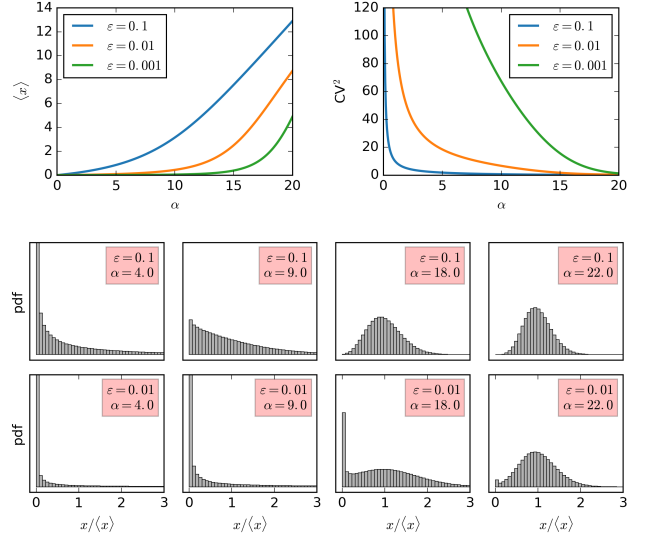 14
12
10
8
6
4
2
0
⟨x⟩
ε = 0.1
ε = 0.01
ε = 0.001
0 5 10 15 20
α
120
100
80
60
40
20
0
CV²
ε = 0.1
ε = 0.01
ε = 0.001
0 5 10 15 20
α
pdf
ε = 0.1
α = 4.0
ε = 0.1
α = 9.0
ε = 0.1
α = 18.0
ε = 0.1
α = 22.0
pdf
ε = 0.01
α = 4.0
ε = 0.01
α = 9.0
ε = 0.01
α = 18.0
ε = 0.01
α = 22.0
0 1 2 3
0 1 2 3
0 1 2 3
0 1 2 3
x/⟨x⟩
x/⟨x⟩
x/⟨x⟩
x/⟨x⟩